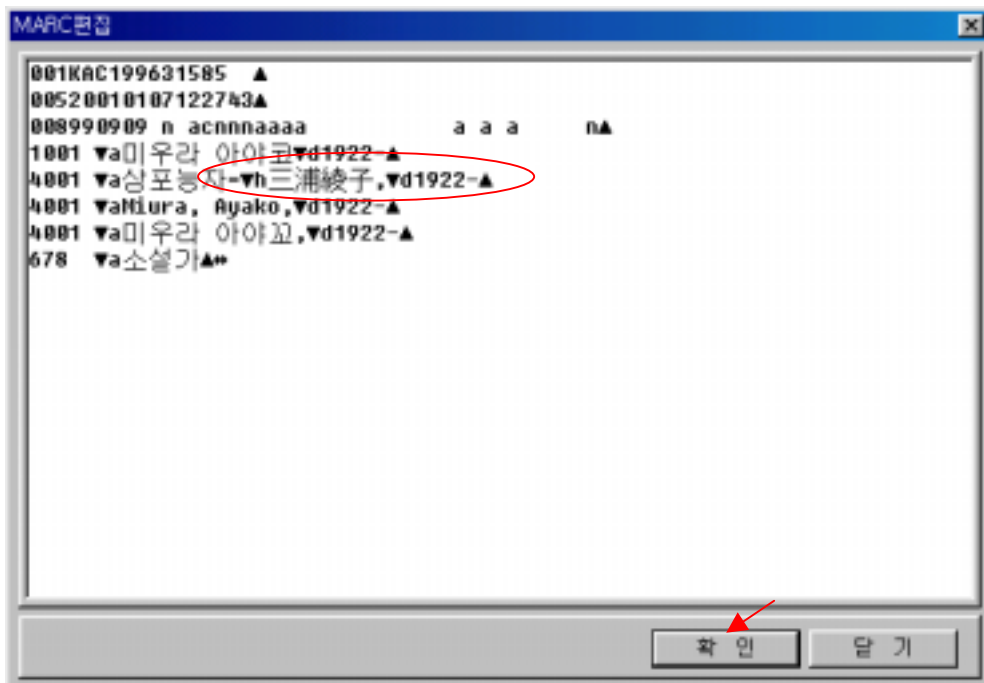 MARC편집
001KAC199631585 ▲
00520010107122743▲
008990909 n acnnnaaaa a a a n▲
1001 ▼a미우라 아야코▼d1922-▲
4001 ▼a삼포능자-▼h三浦綾子,▼d1922-▲
4001 ▼aMiura, Ayako,▼d1922-▲
4001 ▼a미우라 아야꼬,▼d1922-▲
678 ▼a소설가▲↔
확 인
닫 기